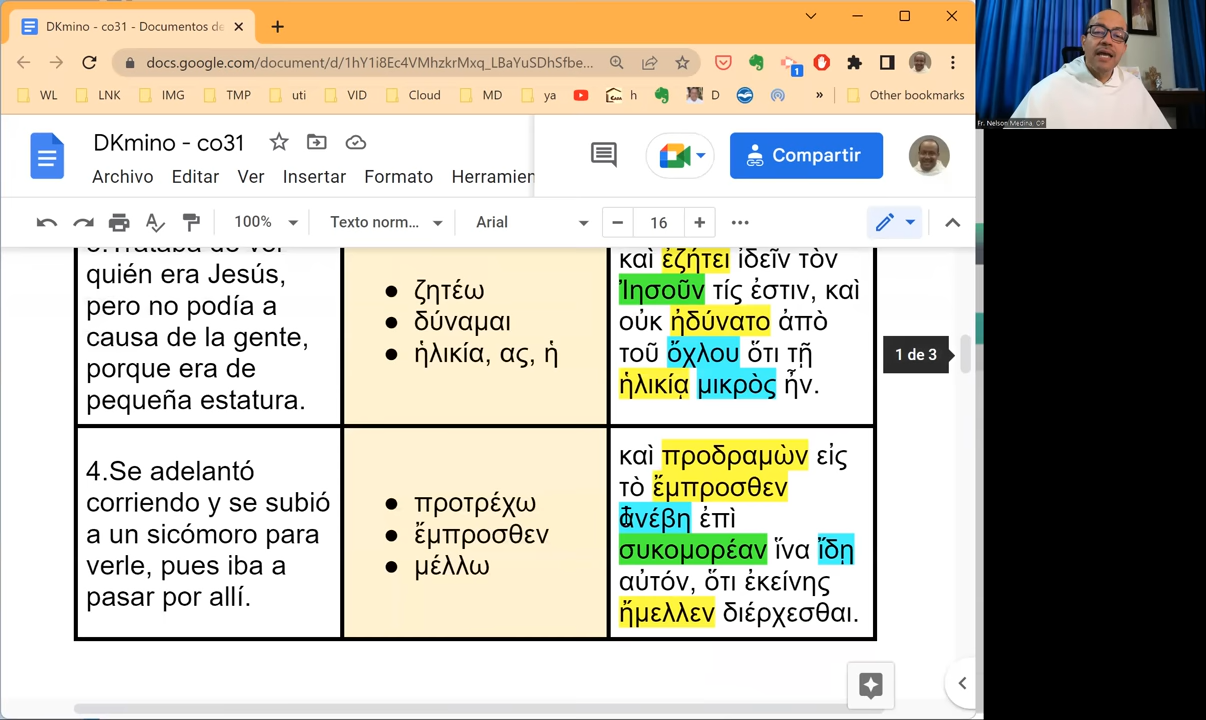 DKmino - co31 - Documentos de
docs.google.com/document/d/1hY1i8Ec4VMhzkrMxq_LBaYuSDhSfbe...
1
WL LNK IMG TMP uti VID Cloud MD ya h D » Other bookmarks
Fr. Nelson Medina, OP
DKmino - co31
Compartir
Archivo Editar Ver Insertar Formato Herramien
100% Texto norm... Arial 16
quién era Jesús,
pero no podía a
causa de la gente,
porque era de
pequeña estatura.
ζητέω
δύναμαι
ἡλικία, ας, ἡ
καὶ ἐζήτει ἰδεῖν τὸν
Ἰησοῦν τίς ἐστιν, καὶ
οὐκ ἠδύνατο ἀπὸ
τοῦ ὄχλου ὅτι τῇ
ἡλικίᾳ μικρὸς ἦν.
1 de 3
4.Se adelantó
corriendo y se subió
a un sicómoro para
verle, pues iba a
pasar por allí.
προτρέχω
ἔμπροσθεν
μέλλω
καὶ προδραμὼν εἰς
τὸ ἔμπροσθεν
ἀνέβη ἐπὶ
συκομορέαν ἵνα ἴδῃ
αὐτόν, ὅτι ἐκείνης
ἤμελλεν διέρχεσθαι.